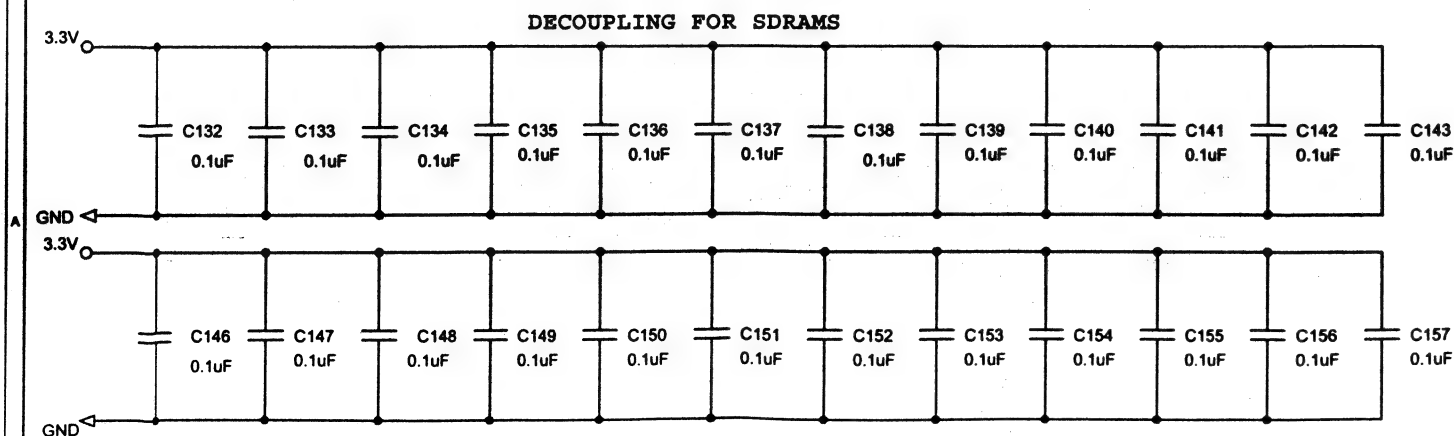 DECOUPLING FOR SDRAMS
3.3V
C132 C133 C134 C135 C136 C137 C138 C139 C140 C141 C142 C143
0.1uF 0.1uF 0.1uF 0.1uF 0.1uF 0.1uF 0.1uF 0.1uF 0.1uF 0.1uF 0.1uF 0.1uF
A GND
3.3V
C146 C147 C148 C149 C150 C151 C152 C153 C154 C155 C156 C157
0.1uF 0.1uF 0.1uF 0.1uF 0.1uF 0.1uF 0.1uF 0.1uF 0.1uF 0.1uF 0.1uF 0.1uF
GND